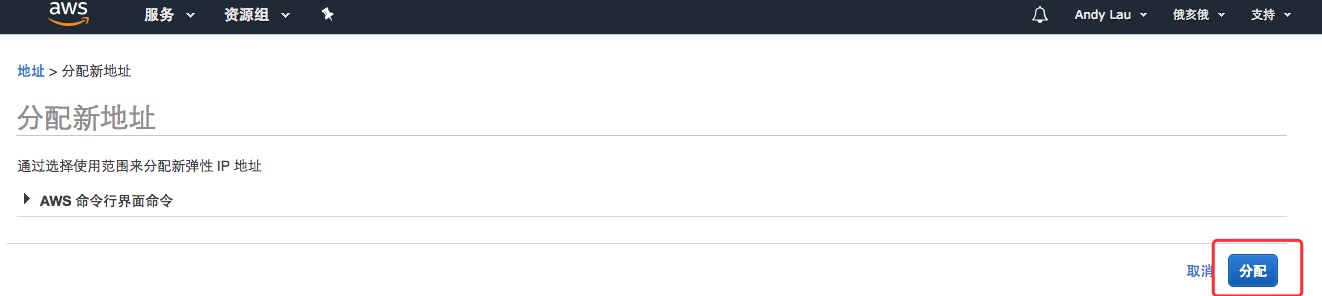 aws 服务 资源组 Andy Lau 俄亥俄 支持
地址 > 分配新地址
分配新地址
通过选择使用范围来分配新弹性 IP 地址
AWS 命令行界面命令
取消 分配